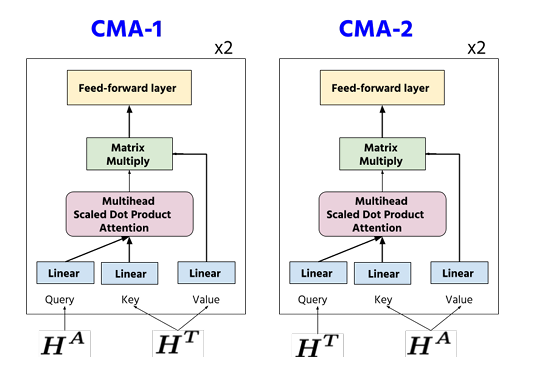 CMA-1
x2
Feed-forward layer
Matrix
Multiply
Multihead
Scaled Dot Product
Attention
Linear
Linear
Linear
Query
Key
Value
H^A
H^T
CMA-2
x2
Feed-forward layer
Matrix
Multiply
Multihead
Scaled Dot Product
Attention
Linear
Linear
Linear
Query
Key
Value
H^T
H^A